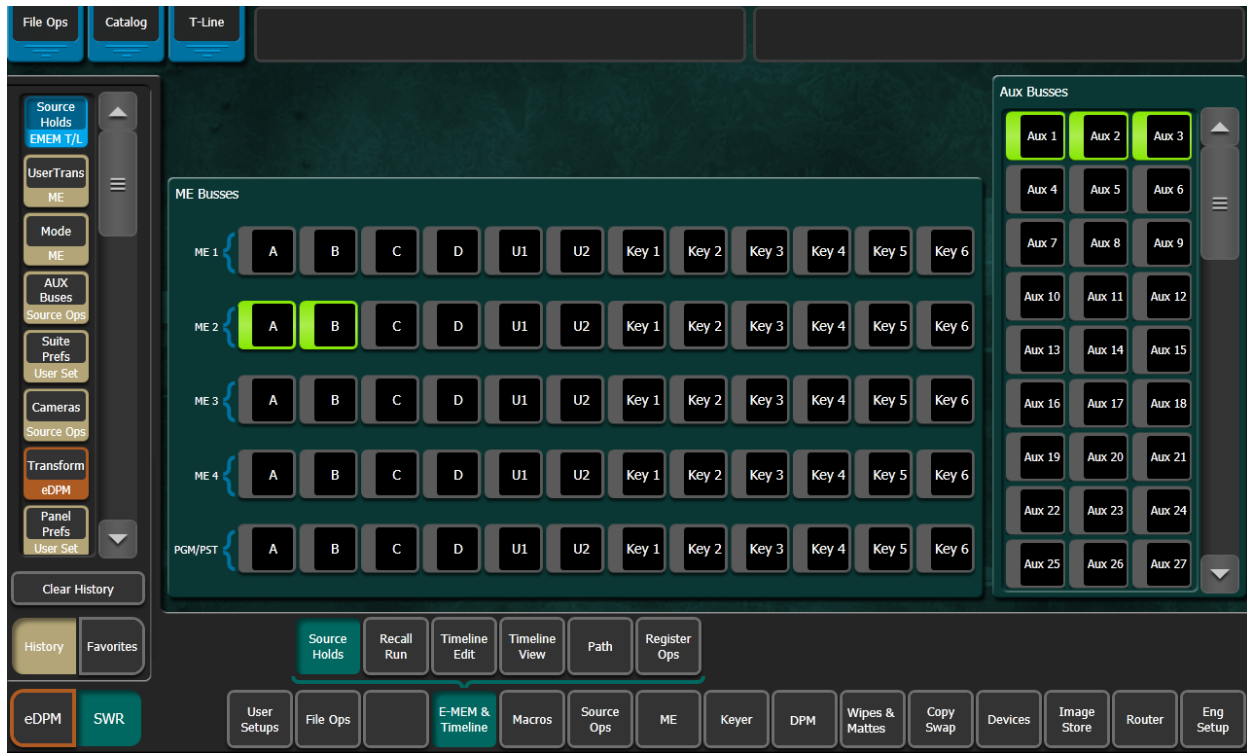 File Ops
Catalog
T-Line
Source
Holds
EMEM T/L
UserTrans
ME
Mode
ME
AUX
Buses
Source Ops
Suite
Prefs
User Set
Cameras
Source Ops
Transform
eDPM
Panel
Prefs
User Set
Clear History
History
Favorites
ME Busses
ME 1 A B C D U1 U2 Key 1 Key 2 Key 3 Key 4 Key 5 Key 6
ME 2 A B C D U1 U2 Key 1 Key 2 Key 3 Key 4 Key 5 Key 6
ME 3 A B C D U1 U2 Key 1 Key 2 Key 3 Key 4 Key 5 Key 6
ME 4 A B C D U1 U2 Key 1 Key 2 Key 3 Key 4 Key 5 Key 6
PGM/PST A B C D U1 U2 Key 1 Key 2 Key 3 Key 4 Key 5 Key 6
Aux Busses
Aux 1 Aux 2 Aux 3
Aux 4 Aux 5 Aux 6
Aux 7 Aux 8 Aux 9
Aux 10 Aux 11 Aux 12
Aux 13 Aux 14 Aux 15
Aux 16 Aux 17 Aux 18
Aux 19 Aux 20 Aux 21
Aux 22 Aux 23 Aux 24
Aux 25 Aux 26 Aux 27
Source
Holds
Recall
Run
Timeline
Edit
Timeline
View
Path
Register
Ops
eDPM
SWR
User
Setups
File Ops
E-MEM &
Timeline
Macros
Source
Ops
ME
Keyer
DPM
Wipes &
Mattes
Copy
Swap
Devices
Image
Store
Router
Eng
Setup